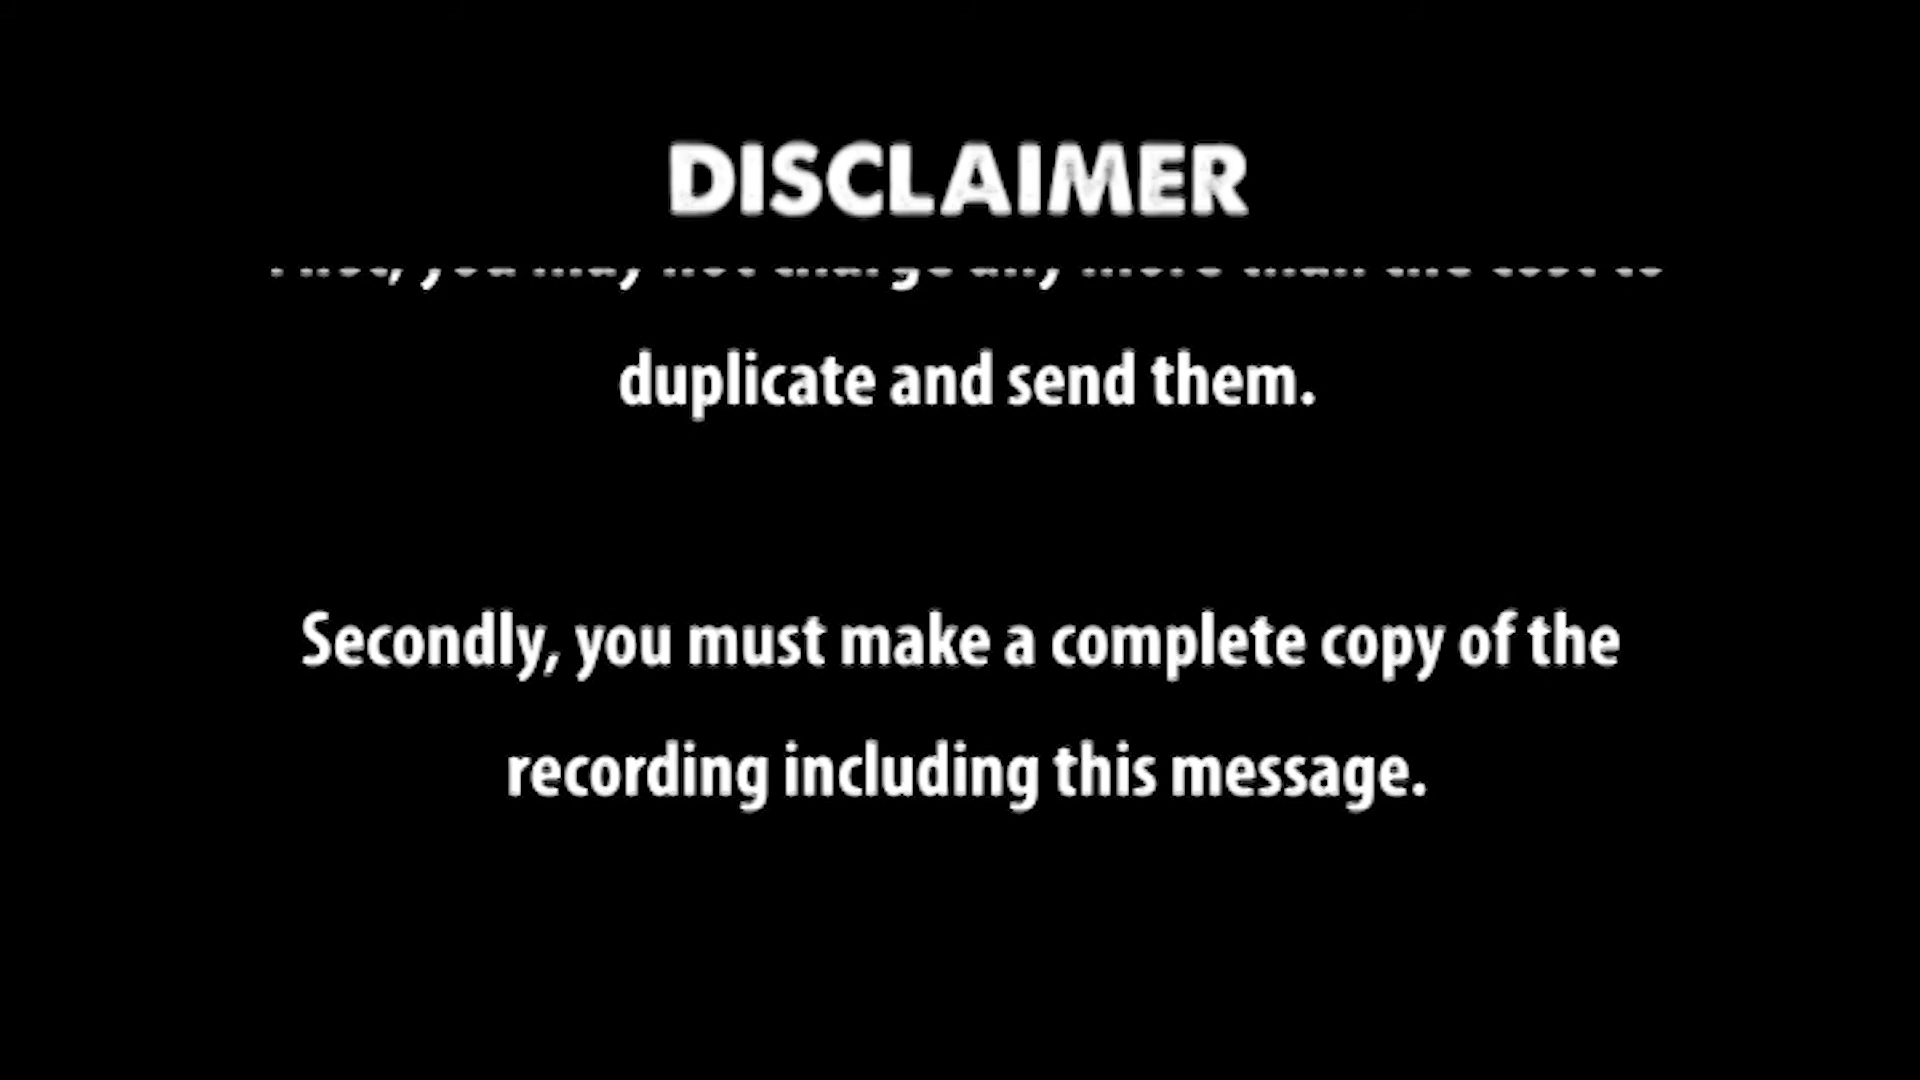 DISCLAIMER
duplicate and send them.
Secondly, you must make a complete copy of the
recording including this message.